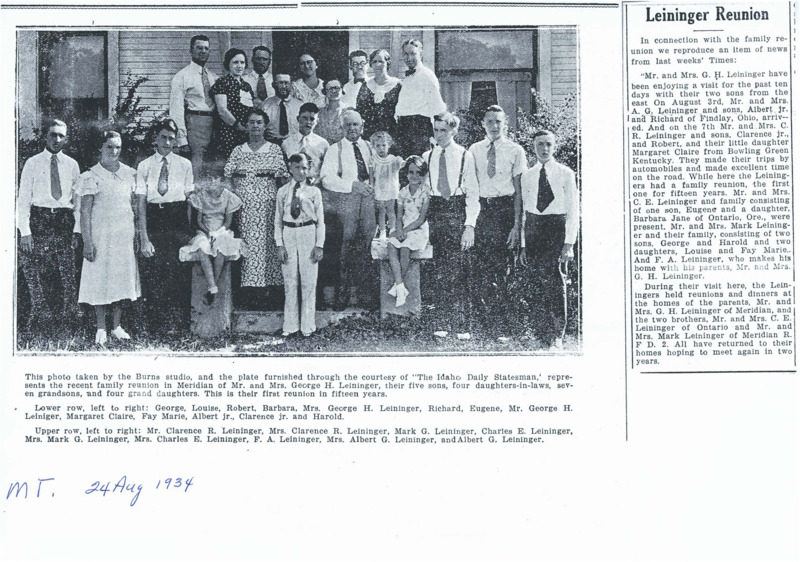 This photo taken by the Burns studio, and the plate furnished through the courtesy of "The Idaho Daily Statesman,' repre-
sents the recent family reunion in Meridian of Mr. and Mrs. George H. Leininger, their five sons, four daughters-in-laws, sev-
en grandsons, and four grand daughters. This is their first reunion in fifteen years.
Lower row, left to right: George, Louise, Robert, Barbara, Mrs. George H. Leininger, Richard, Eugene, Mr. George H.
Leiniger, Margaret Claire, Fay Marie, Albert jr., Clarence jr. and Harold.
Upper row, left to right: Mr. Clarence R. Leininger, Mrs. Clarence R. Leininger, Mark G. Leininger, Charles E. Leininger,
Mrs. Mark G. Leininger, Mrs. Charles E. Leininger, F. A. Leininger, Mrs. Albert G. Leininger, and Albert G. Leininger.
MT. 24 Aug 1934
Leininger Reunion
In connection with the family re-
union we reproduce an item of news
from last weeks' Times:
"Mr. and Mrs. G. H. Leininger have
been enjoying a visit for the past ten
days with their two sons from the
east On August 3rd, Mr. and Mrs.
A. G, Leininger and sons, Albert jr.
and Richard of Findlay, Ohio, arriv-
ed. And on the 7th Mr. and Mrs. C.
R. Leininger and sons, Clarence jr.,
and Robert, and their little daughter
Margaret Claire from Bowling Green
Kentucky. They made their trips by
automobiles and made excellent time
on the road. While here the Leining-
ers had a family reunion, the first
one for fifteen years. Mr. and Mrs.
C. E. Leininger and family consisting
of one son, Eugene and a daughter,
Barbara Jane of Ontario, Ore., were
present, Mr. and Mrs. Mark Leining-
er and their family, consisting of two
sons, George and Harold and two
daughters, Louise and Fay Marie..
And F. A. Leininger, who makes his
home with his parents, Mr. and Mrs.
G. H. Leininger.
During their visit here, the Lein-
ingers held reunions and dinners at
the homes of the parents, Mr. and
Mrs. G. H. Leininger of Meridian, and
the two brothers, Mr. and Mrs. C. E.
Leininger of Ontario and Mr. and
Mrs. Mark Leininger of Meridian R.
F D. 2. All have returned to their
homes hoping to meet again in two
years.